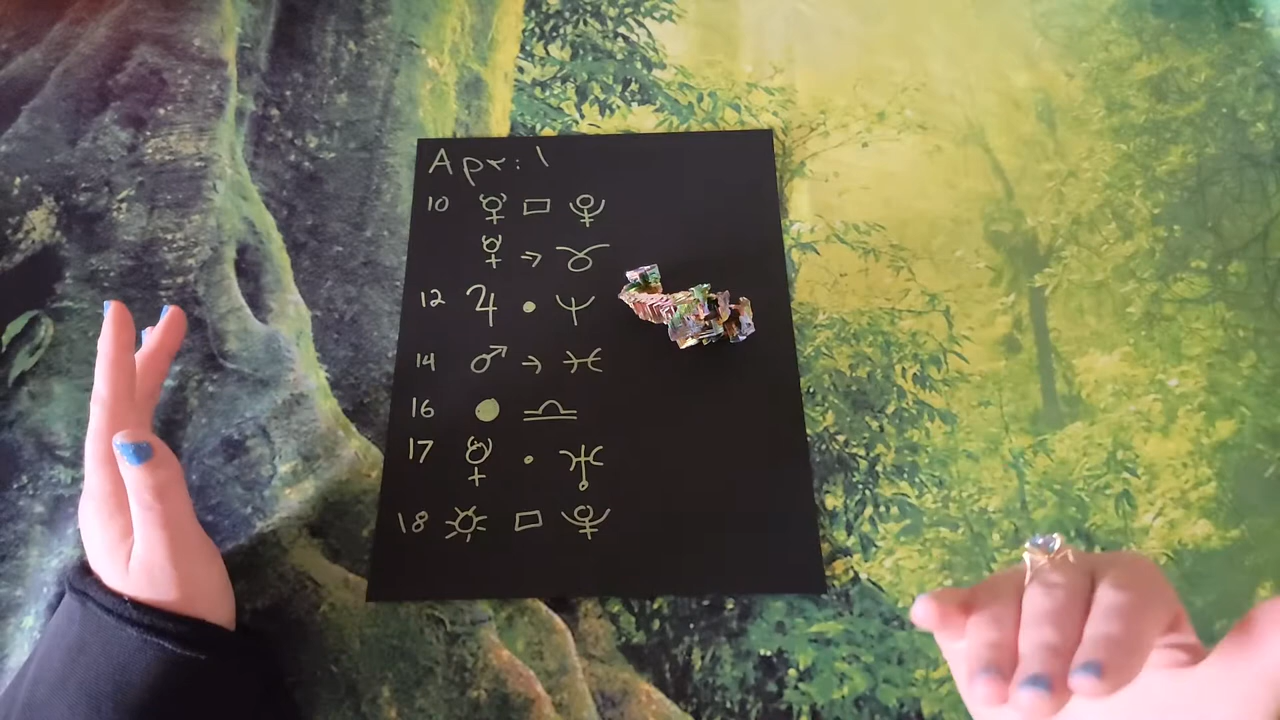 April
10 ☿ □ ♇
☿ → ♉
12 ♃ • ♆
14 ♂ → ♓
16 ● ♎
17 ☿ • ♅
18 ☼ □ ♇